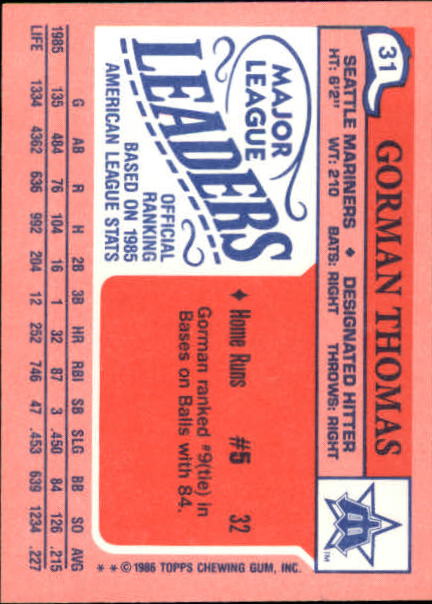 31
GORMAN THOMAS
SEATTLE MARINERS ♦ DESIGNATED HITTER
HT: 6'2" WT: 210 BATS: RIGHT THROWS: RIGHT
MAJOR
LEAGUE
LEADERS
OFFICIAL
RANKING
BASED ON 1985
AMERICAN LEAGUE STATS
♦ Home Runs #5 32
Gorman ranked #9(tie) in
Bases on Balls with 84.
G AB R H 2B 3B HR RBI SB SLG BB SO AVG
1985 135 484 76 104 16 1 32 87 3 .450 84 126 .215
LIFE 1334 4362 636 992 204 12 252 746 47 .453 639 1234 .227
TM
* * © 1986 TOPPS CHEWING GUM, INC.